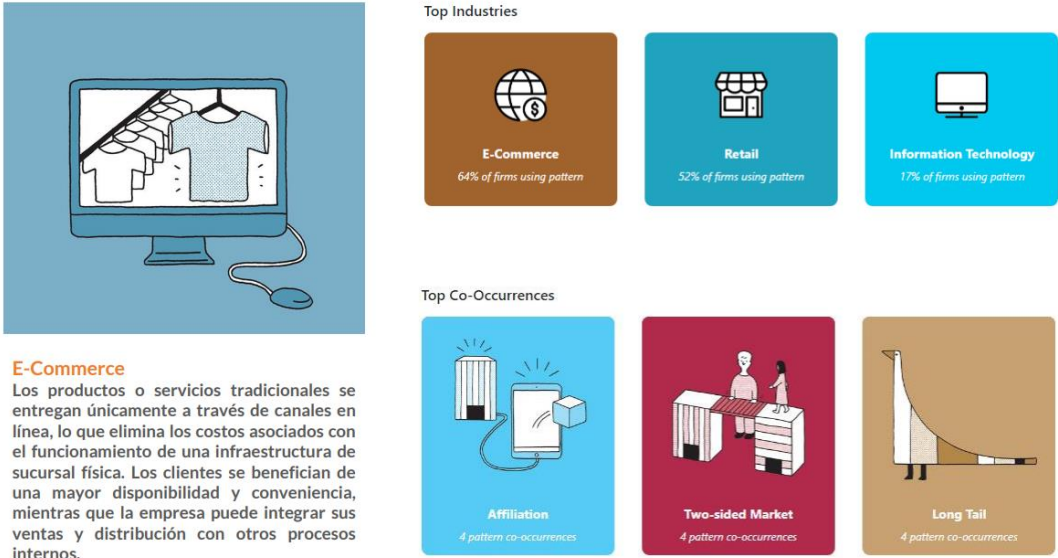 E-Commerce
Los productos o servicios tradicionales se
entregan únicamente a través de canales en
línea, lo que elimina los costos asociados con
el funcionamiento de una infraestructura de
sucursal física. Los clientes se benefician de
una mayor disponibilidad y conveniencia,
mientras que la empresa puede integrar sus
ventas y distribución con otros procesos
internos.
Top Industries
E-Commerce
64% of firms using pattern
Retail
52% of firms using pattern
Information Technology
17% of firms using pattern
Top Co-Occurrences
Affiliation
4 pattern co-occurrences
Two-sided Market
4 pattern co-occurrences
Long Tail
4 pattern co-occurrences